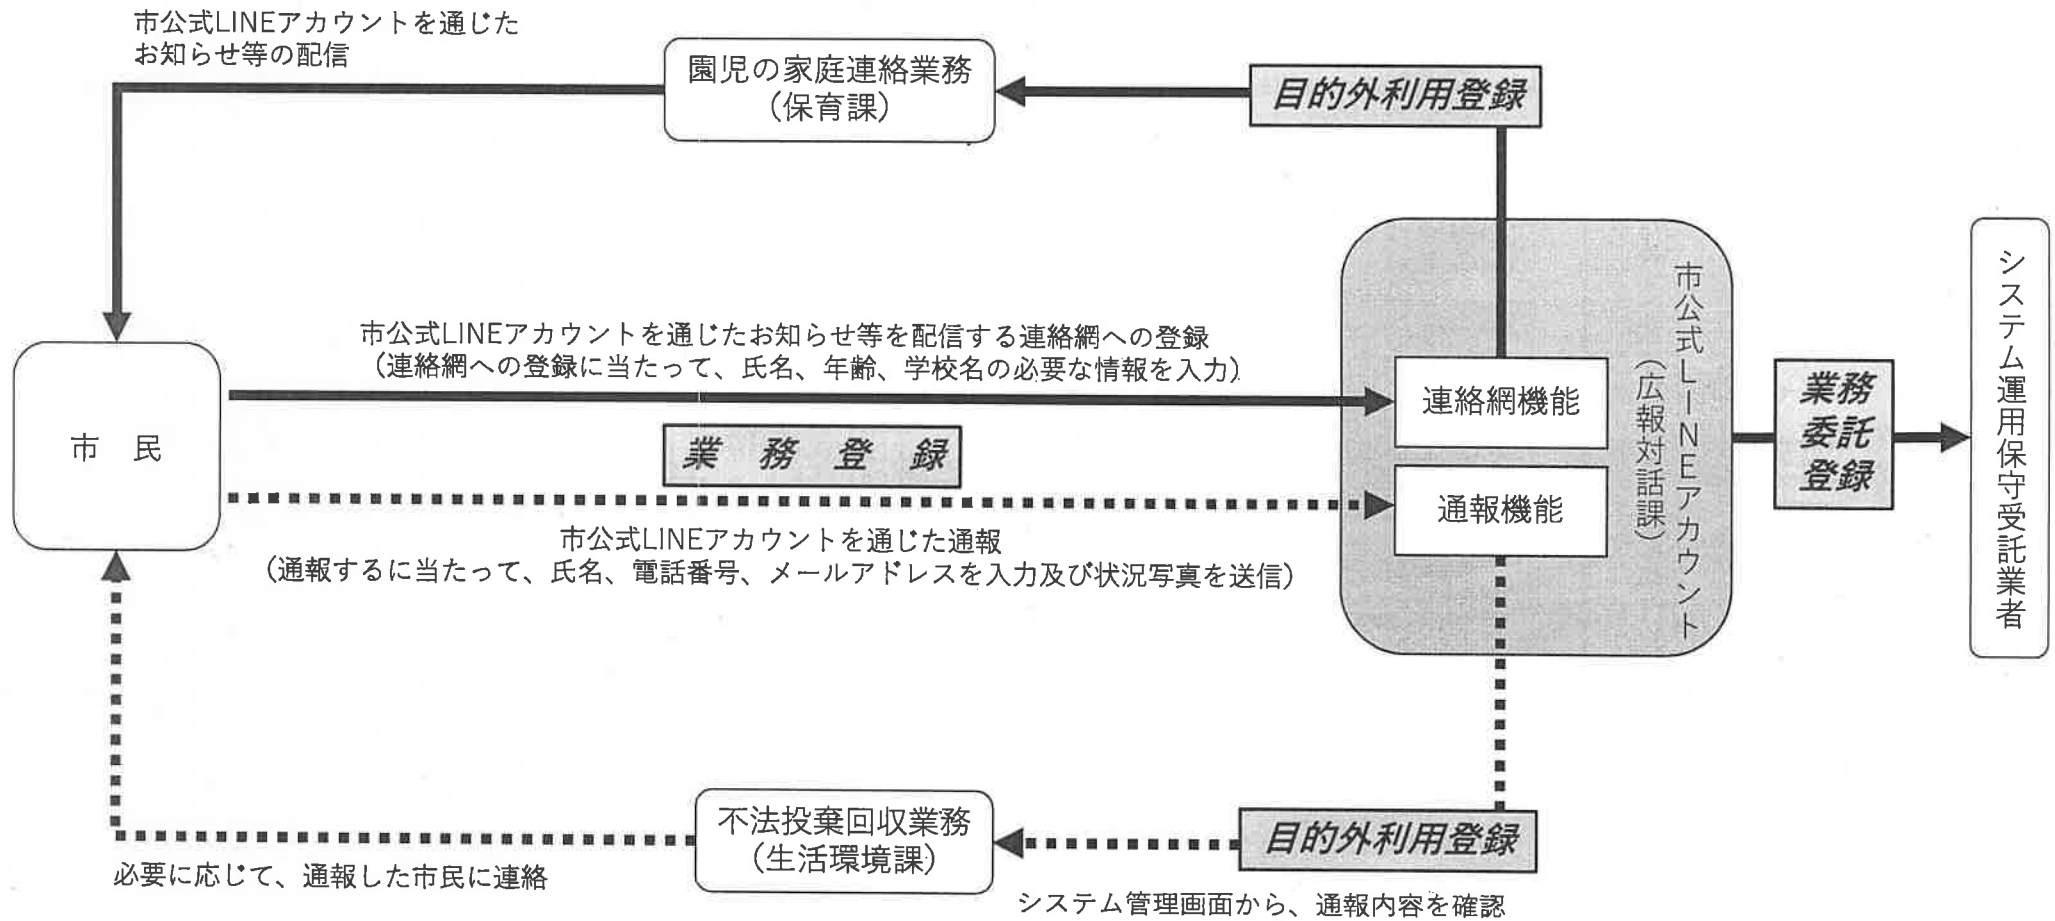 市公式LINEアカウントを通じた
お知らせ等の配信
園児の家庭連絡業務
(保育課)
目的外利用登録
市公式LINEアカウントを通じたお知らせ等を配信する連絡網への登録
(連絡網への登録に当たって、氏名、年齢、学校名の必要な情報を入力)
市 民
業 務 登 録
市公式LINEアカウントを通じた通報
(通報するに当たって、氏名、電話番号、メールアドレスを入力及び状況写真を送信)
連絡網機能
通報機能
市公式LINEアカウント
(広報対話課)
業務
委託
登録
システム運用保守受託業者
不法投棄回収業務
(生活環境課)
目的外利用登録
必要に応じて、通報した市民に連絡
システム管理画面から、通報内容を確認